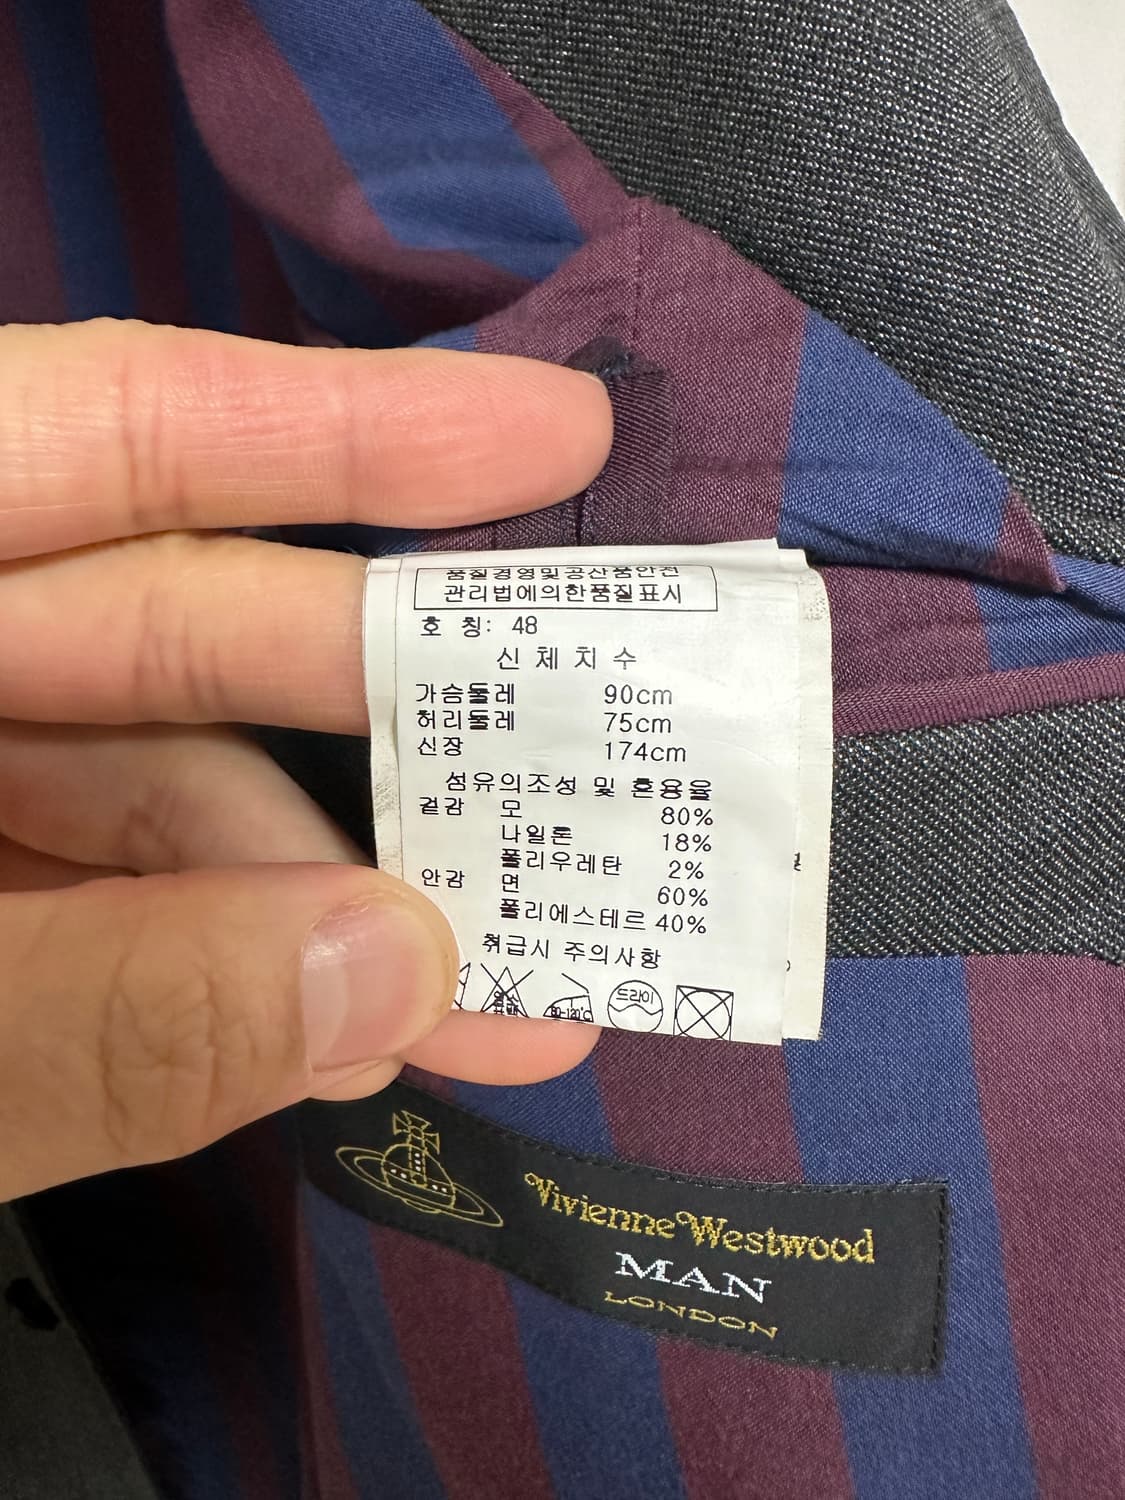 품질경영및공산품안전
관리법에의한품질표시
호 칭: 48
신 체 치 수
가슴둘레 90cm
허리둘레 75cm
신장 174cm
섬유의조성 및 혼용율
겉감 모 80%
나일론 18%
폴리우레탄 2%
안감 면 60%
폴리에스테르 40%
취급시 주의사항
80-120℃ 드라이
Vivienne Westwood
MAN
LONDON